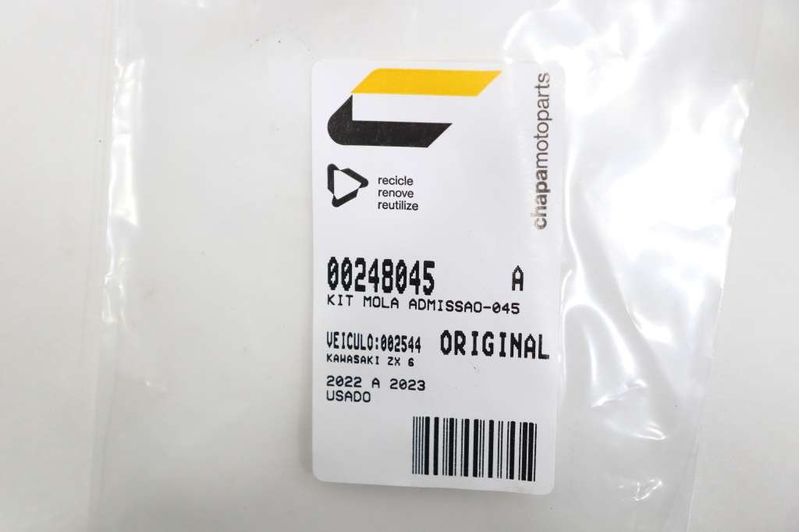 recicle
renove
reutilize
chapamotoparts
00248045 A
KIT MOLA ADMISSAO-045
VEICULO:002544 ORIGINAL
KAWASAKI ZX 6
2022 A 2023
USADO